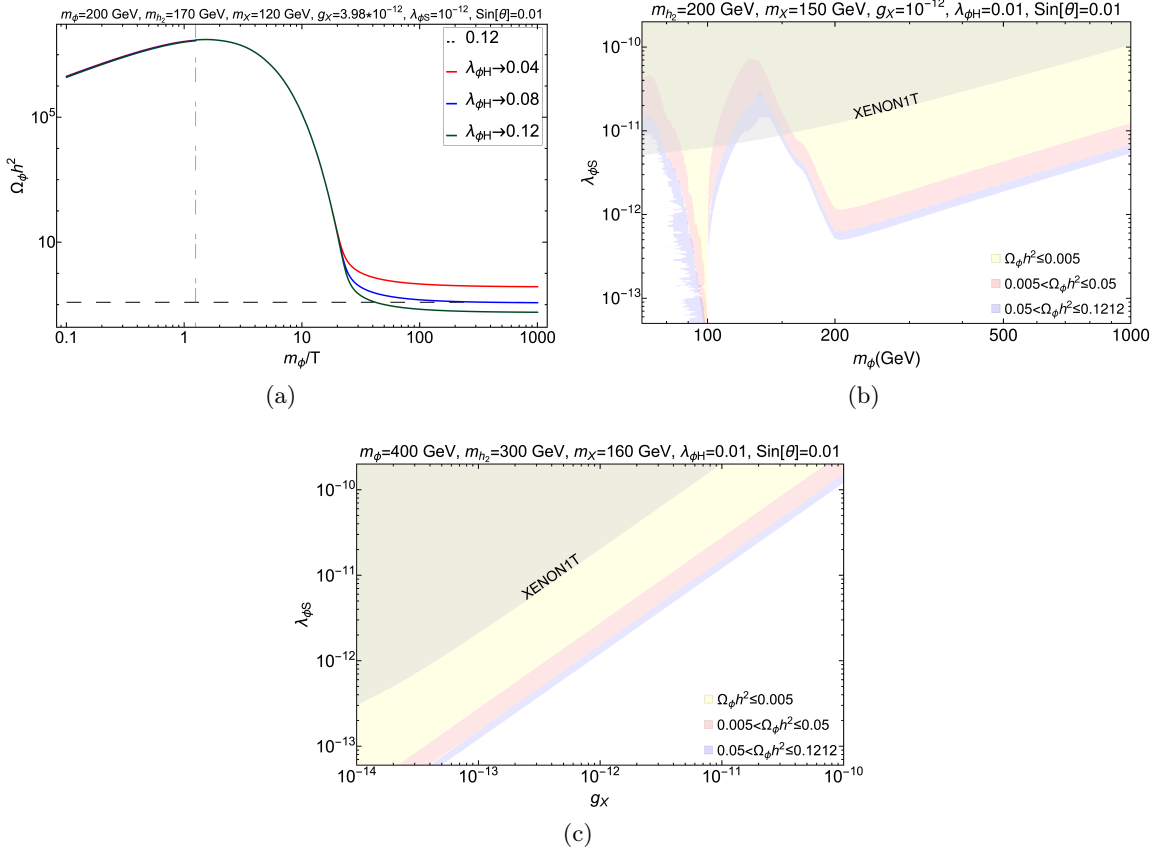 m_ϕ=200 GeV, m_{h_2}=170 GeV, m_X=120 GeV, g_X=3.98*10^{-12}, λ_{ϕS}=10^{-12}, Sin[θ]=0.01
0.12
λ_{ϕH}→0.04
λ_{ϕH}→0.08
λ_{ϕH}→0.12
10^5
10
Ω_ϕ h^2
0.1 1 10 100 1000
m_ϕ/T
(a)
m_{h_2}=200 GeV, m_X=150 GeV, g_X=10^{-12}, λ_{ϕH}=0.01, Sin[θ]=0.01
10^{-10}
10^{-11}
10^{-12}
10^{-13}
λ_{ϕS}
XENON1T
Ω_ϕ h^2≤0.005
0.005<Ω_ϕ h^2≤0.05
0.05<Ω_ϕ h^2≤0.1212
100 200 500 1000
m_ϕ(GeV)
(b)
m_ϕ=400 GeV, m_{h_2}=300 GeV, m_X=160 GeV, λ_{ϕH}=0.01, Sin[θ]=0.01
10^{-10}
10^{-11}
10^{-12}
10^{-13}
λ_{ϕS}
XENON1T
Ω_ϕ h^2≤0.005
0.005<Ω_ϕ h^2≤0.05
0.05<Ω_ϕ h^2≤0.1212
10^{-14} 10^{-13} 10^{-12} 10^{-11} 10^{-10}
g_X
(c)